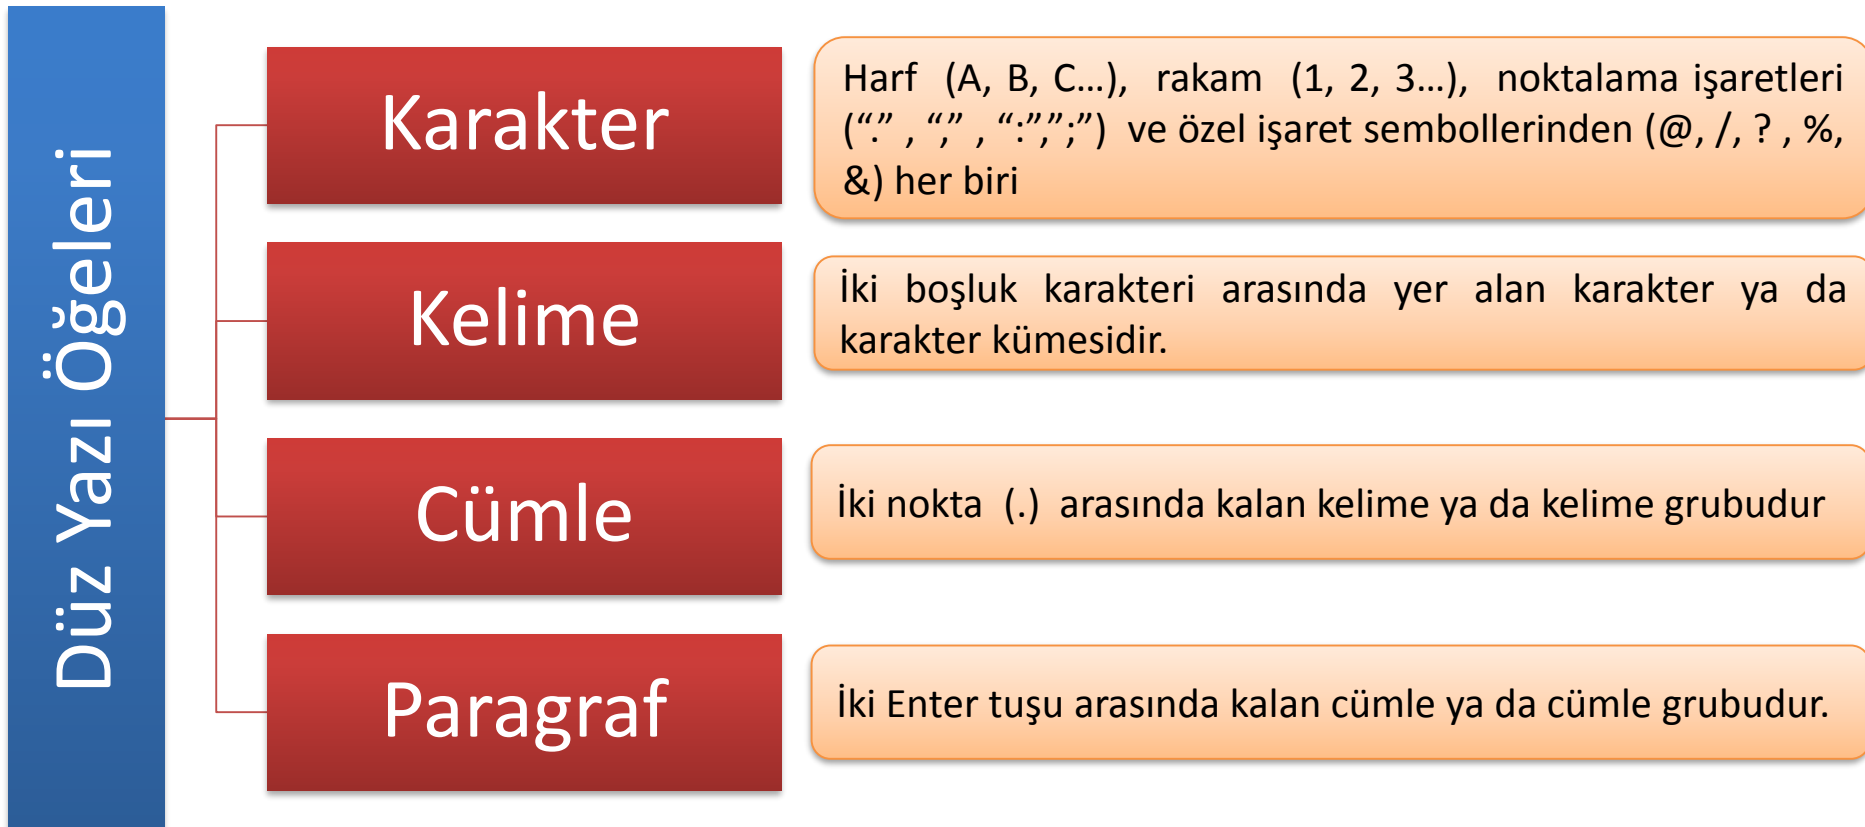 Düz Yazı Öğeleri
Karakter
Harf (A, B, C…), rakam (1, 2, 3…), noktalama işaretleri
(“.” , “,” , “:”,”;”) ve özel işaret sembollerinden (@, /, ? , %,
&) her biri
Kelime
İki boşluk karakteri arasında yer alan karakter ya da
karakter kümesidir.
Cümle
İki nokta (.) arasında kalan kelime ya da kelime grubudur
Paragraf
İki Enter tuşu arasında kalan cümle ya da cümle grubudur.